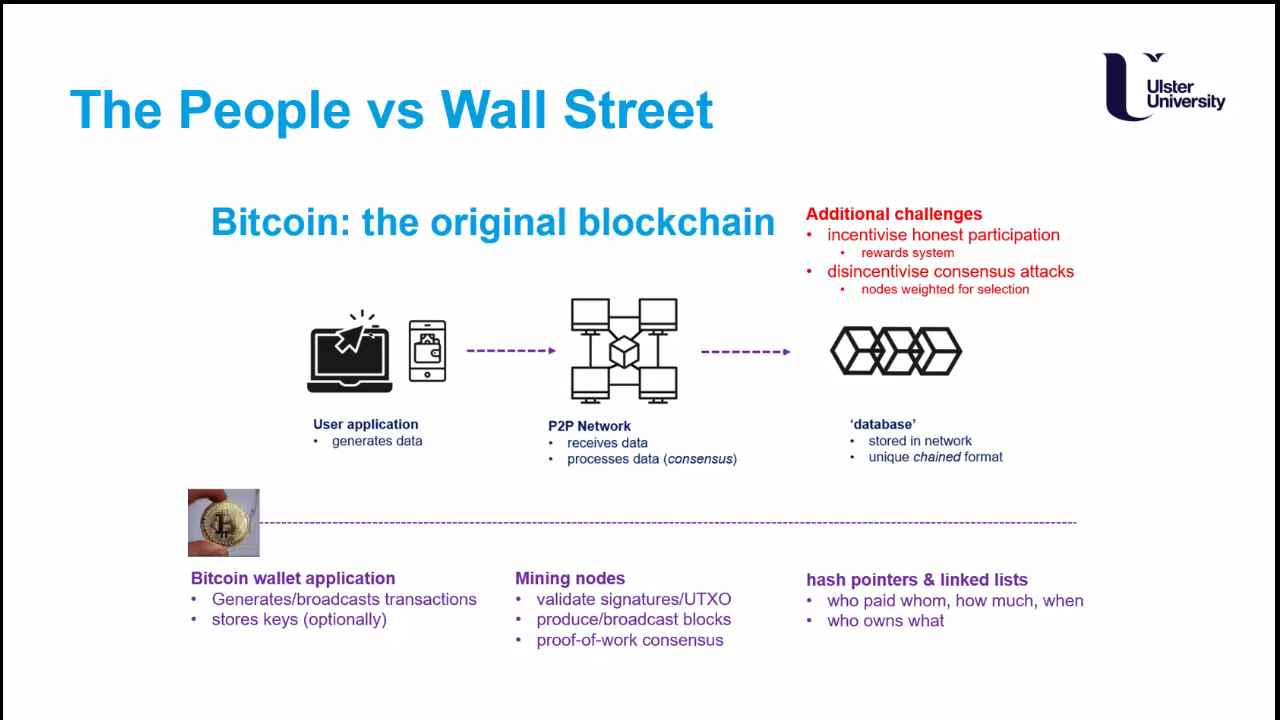 The People vs Wall Street
Ulster
University
Bitcoin: the original blockchain
Additional challenges
• incentivise honest participation
• rewards system
• disincentivise consensus attacks
• nodes weighted for selection
User application
• generates data
P2P Network
• receives data
• processes data (consensus)
‘database’
• stored in network
• unique chained format
Bitcoin wallet application
• Generates/broadcasts transactions
• stores keys (optionally)
Mining nodes
• validate signatures/UTXO
• produce/broadcast blocks
• proof-of-work consensus
hash pointers & linked lists
• who paid whom, how much, when
• who owns what